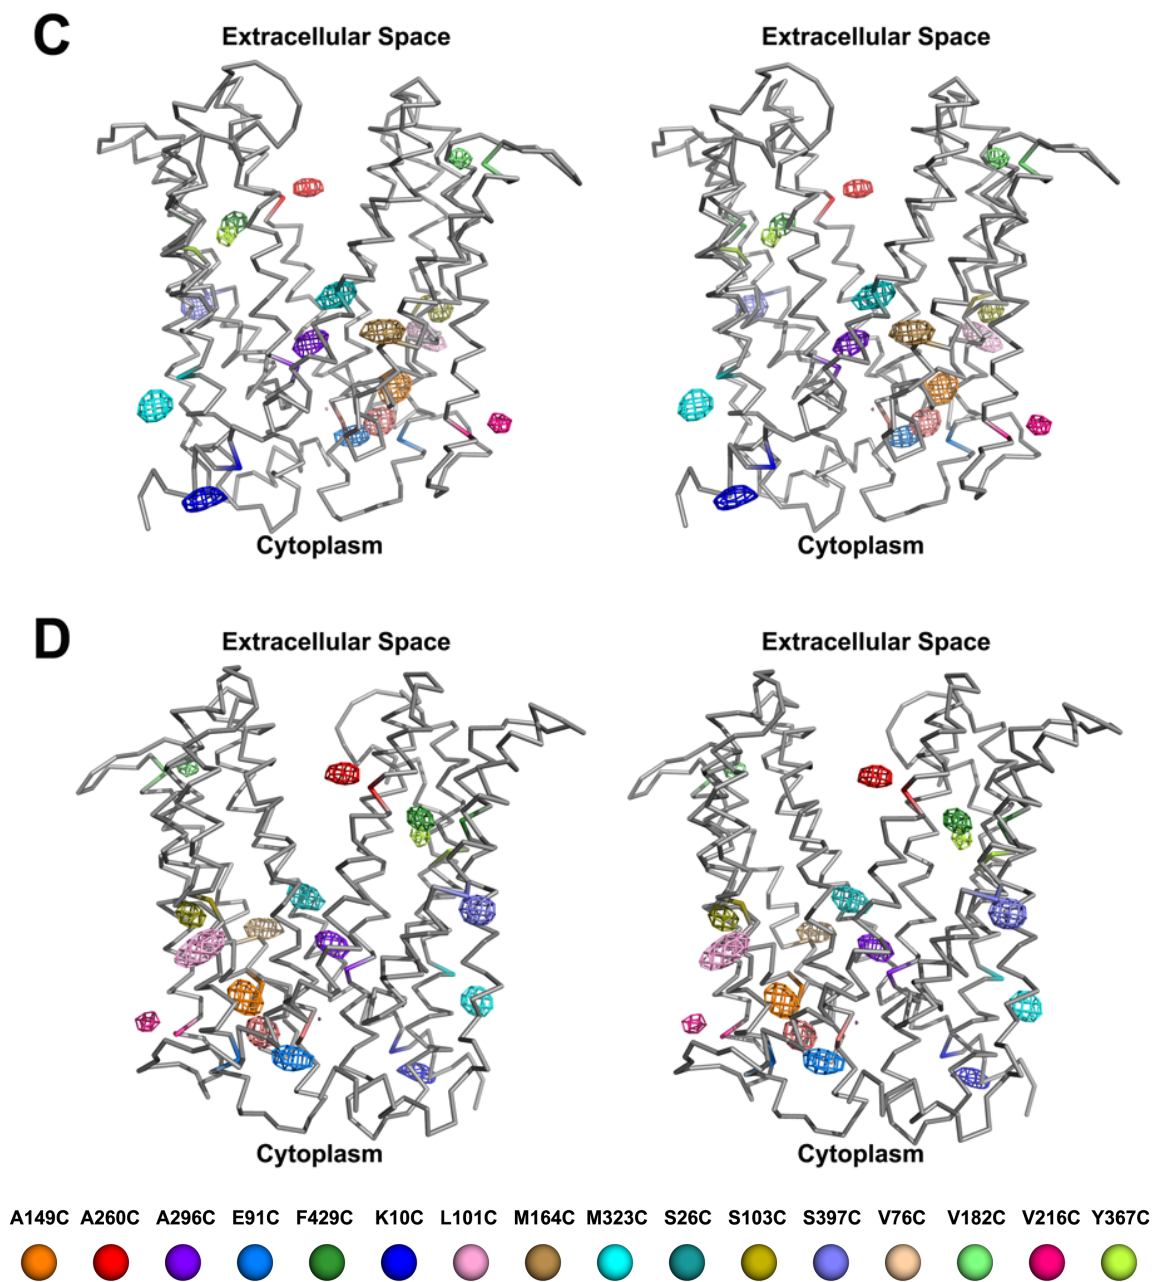 C
Extracellular Space Extracellular Space
Cytoplasm Cytoplasm
D
Extracellular Space Extracellular Space
Cytoplasm Cytoplasm
A149C A260C A296C E91C F429C K10C L101C M164C M323C S26C S103C S397C V76C V182C V216C Y367C